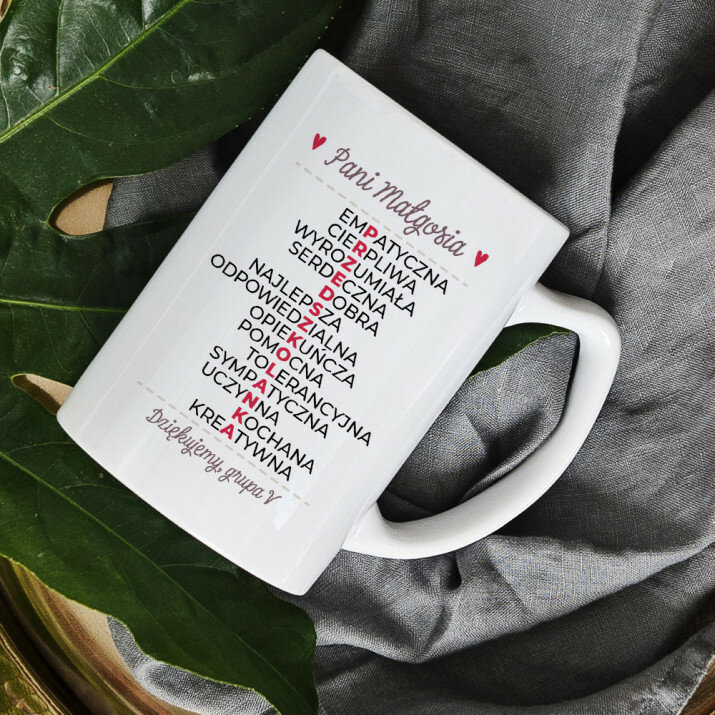 Pani Małgosia
EMPATYCZNA
CIERPLIWA
WYROZUMIAŁA
SERDECZNA
DOBRA
NAJLEPSZA
ODPOWIEDZIALNA
OPIEKUŃCZA
POMOCNA
TOLERANCYJNA
SYMPATYCZNA
UCZYNNA
KOCHANA
KREATYWNA
Dziękujemy, grupa V